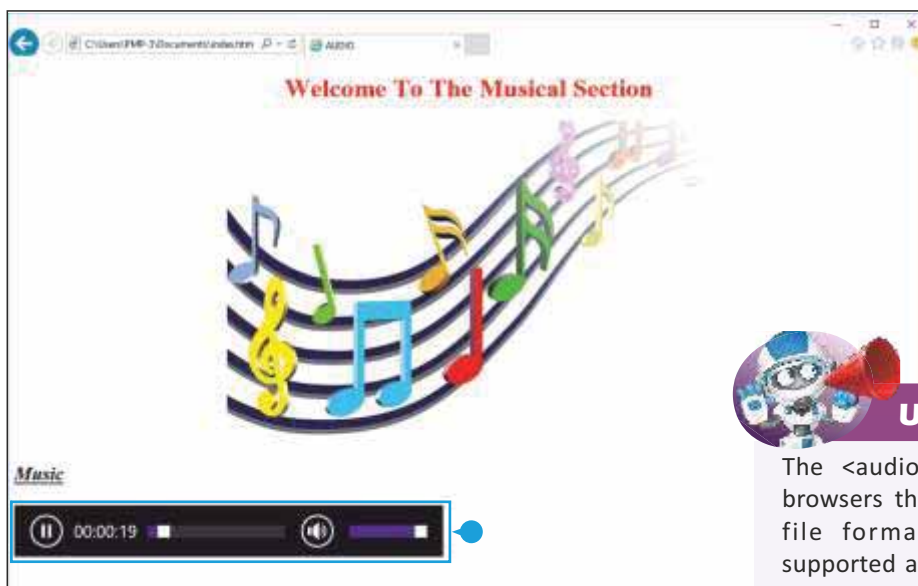 C:\Users\PMP-3\Documents\index.htm
AUDIO
Welcome To The Musical Section
Music
00:00:19
U
The <audio
browsers th
file forma
supported a